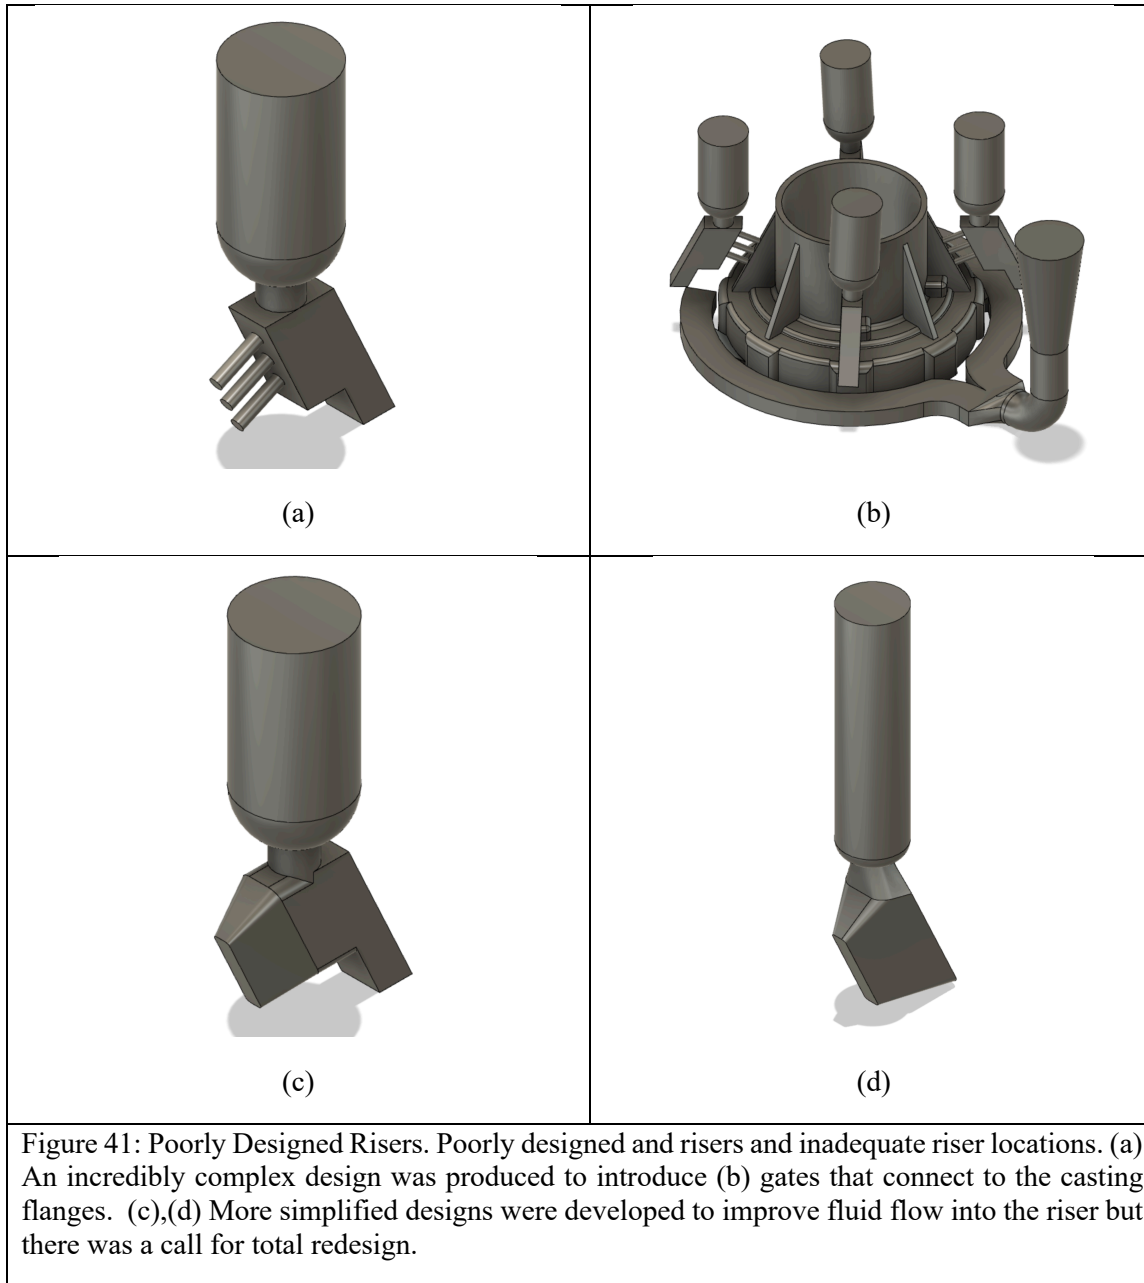 (a)
(b)
(c)
(d)
Figure 41: Poorly Designed Risers. Poorly designed and risers and inadequate riser locations. (a)
An incredibly complex design was produced to introduce (b) gates that connect to the casting
flanges.  (c),(d) More simplified designs were developed to improve fluid flow into the riser but
there was a call for total redesign.